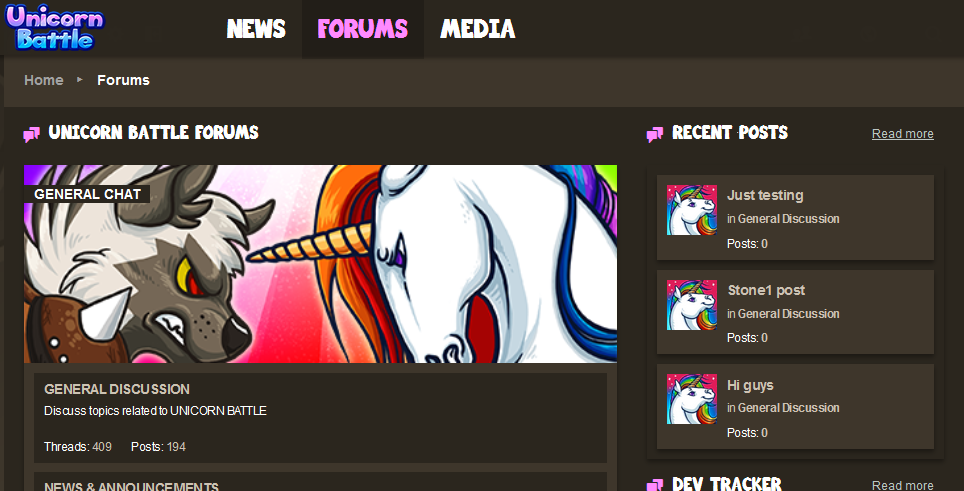 Unicorn
Battle
NEWS
FORUMS
MEDIA
Home
Forums
UNICORN BATTLE FORUMS
GENERAL CHAT
GENERAL DISCUSSION
Discuss topics related to UNICORN BATTLE
Threads: 409 Posts: 194
NEWS & ANNOUNCEMENTS
RECENT POSTS
Read more
Just testing
in General Discussion
Posts: 0
Stone1 post
in General Discussion
Posts: 0
Hi guys
in General Discussion
Posts: 0
DEV TRACKER
Read more